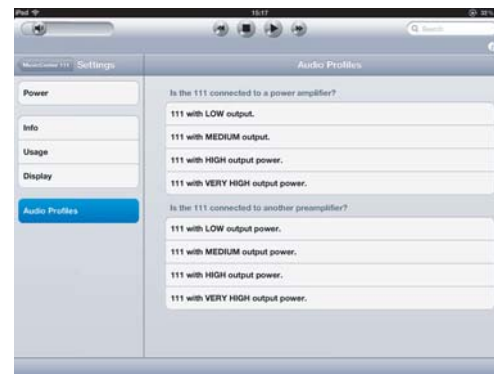 iPad
15:17
Search
MusicCenter 111
Settings
Audio Profiles
Power
Info
Usage
Display
Audio Profiles
Is the 111 connected to a power amplifier?
111 with LOW output.
111 with MEDIUM output.
111 with HIGH output power.
111 with VERY HIGH output power.
Is the 111 connected to another preamplifier?
111 with LOW output power.
111 with MEDIUM output power.
111 with HIGH output power.
111 with VERY HIGH output power.